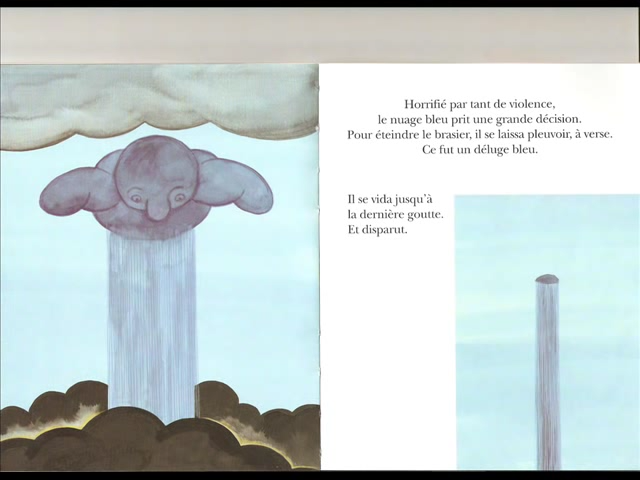 Horrifié par tant de violence,
le nuage bleu prit une grande décision.
Pour éteindre le brasier, il se laissa pleuvoir, à verse.
Ce fut un déluge bleu.
Il se vida jusqu'à
la dernière goutte.
Et disparut.